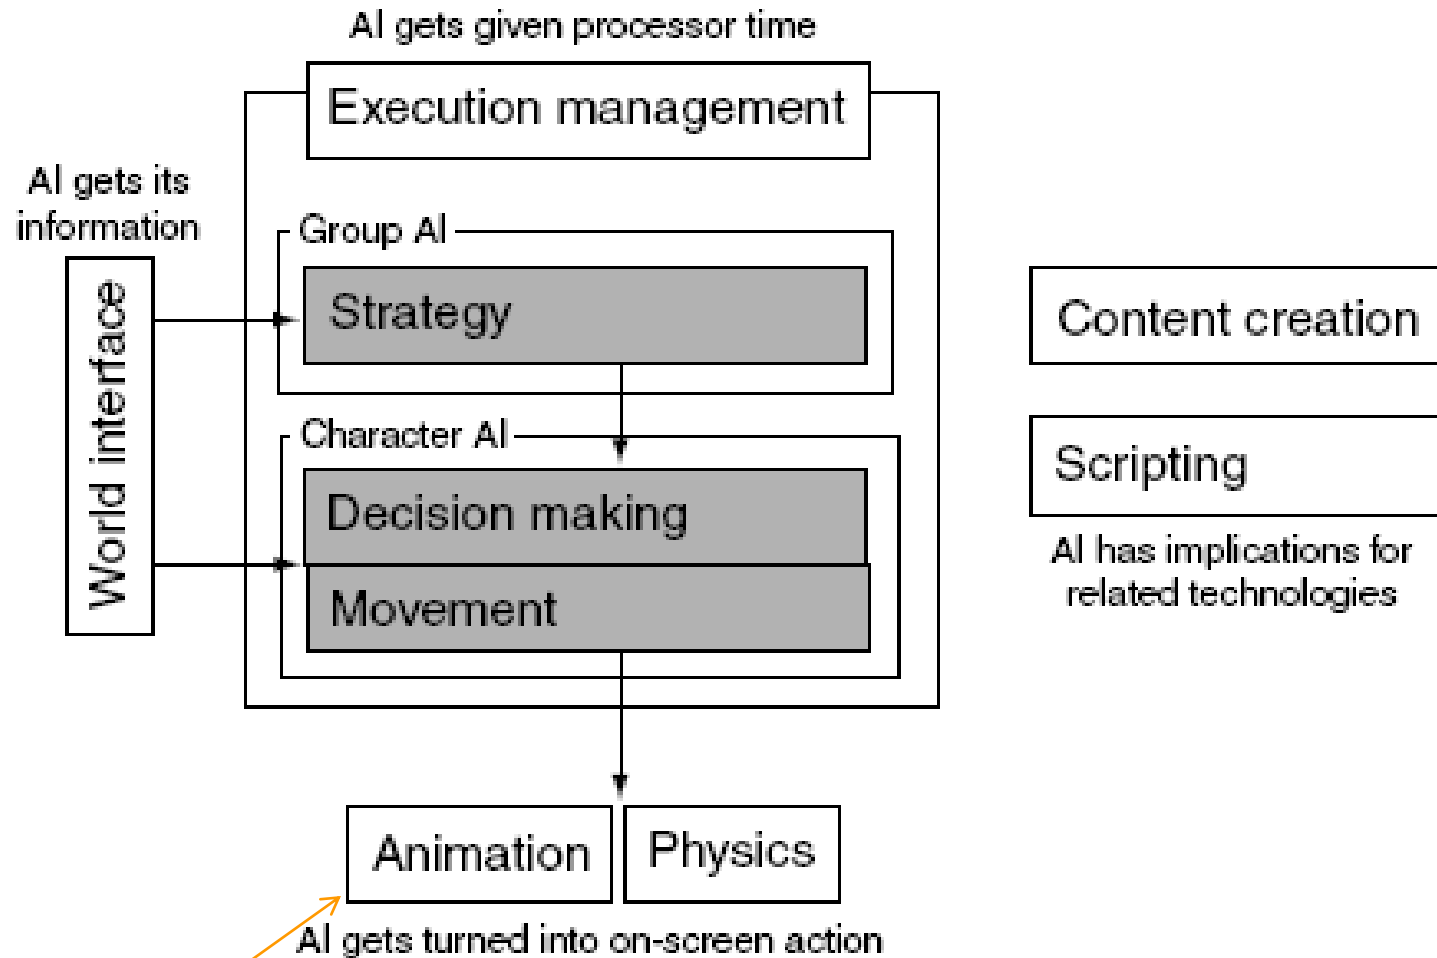 AI gets given processor time
Execution management
AI gets its
information
Group AI
Strategy
World interface
Character AI
Decision making
Movement
Content creation
Scripting
AI has implications for
related technologies
Animation
Physics
AI gets turned into on-screen action